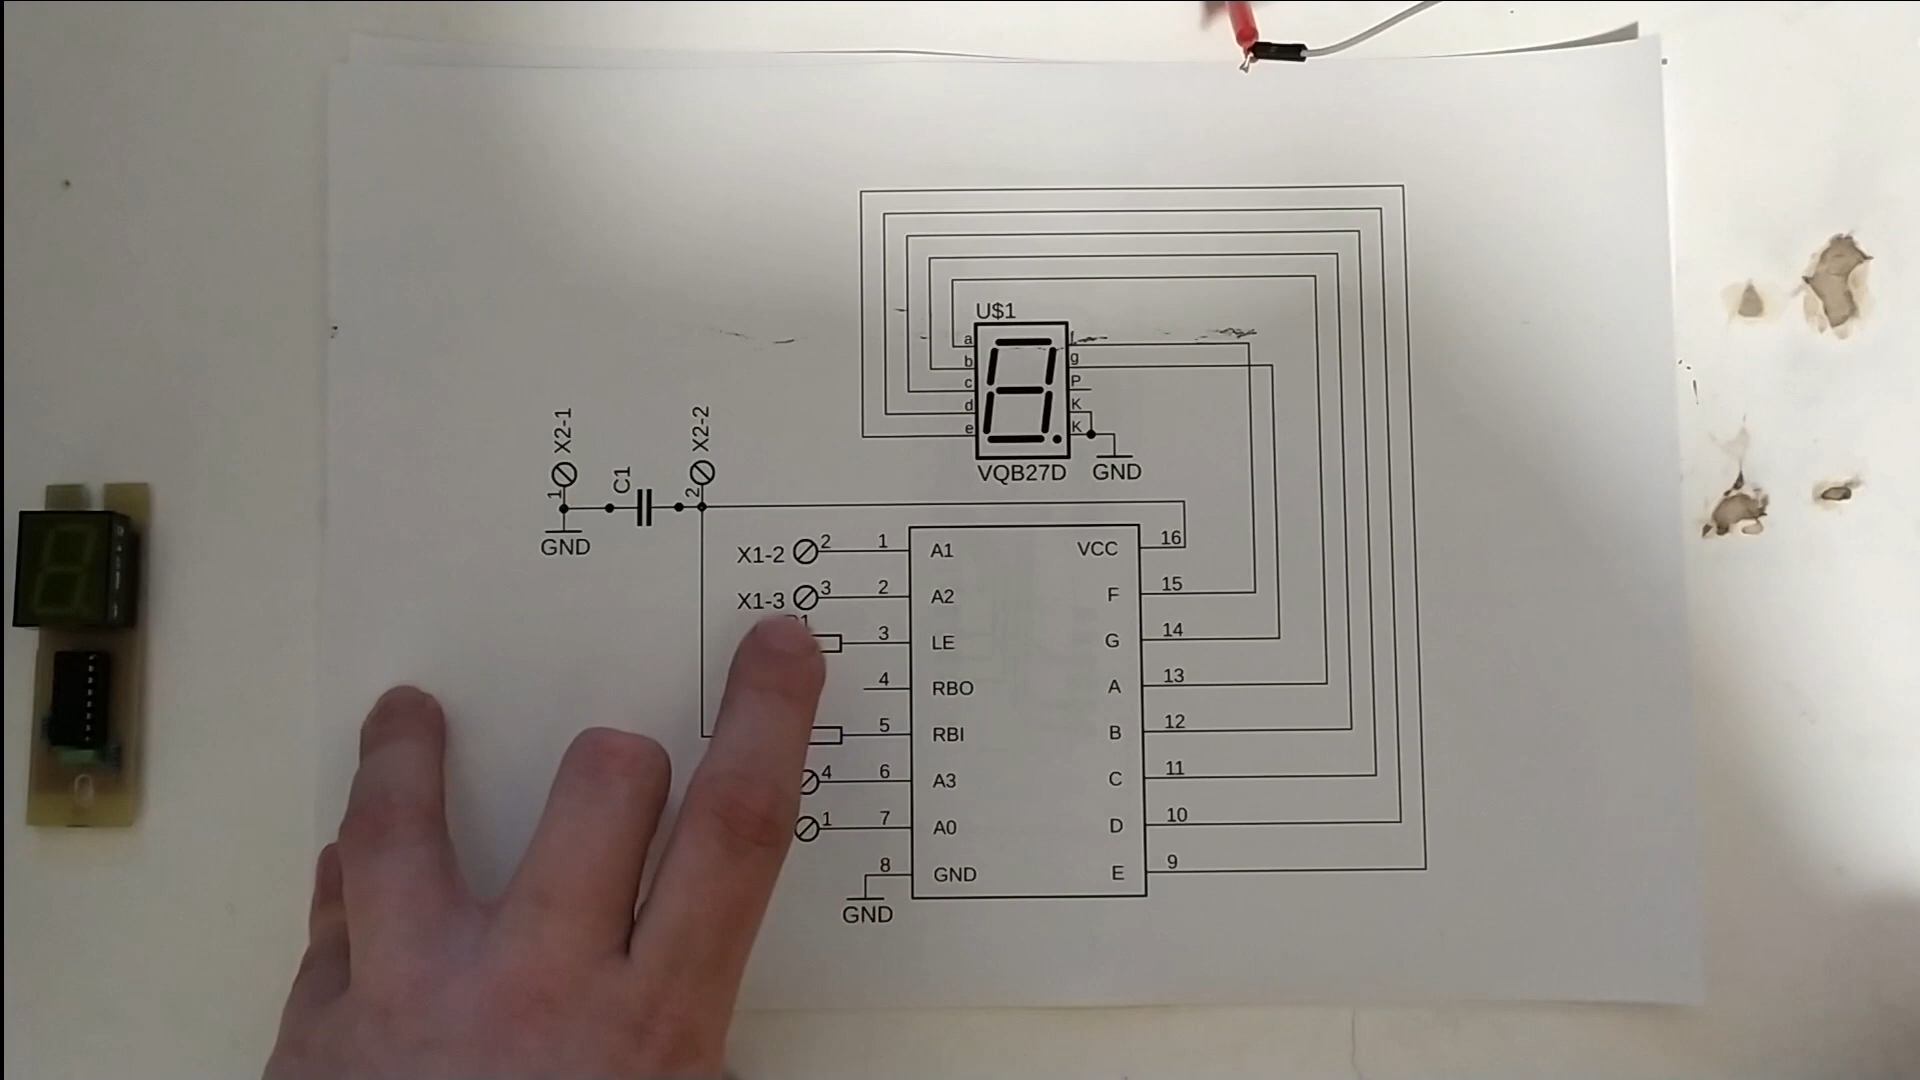 U$1
a
b
c
d
e
f
g
P
K
K
VQB27D
GND
X2-1
1
GND
C1
X2-2
2
X1-2
2
1
A1
X1-3
3
2
A2
3
LE
4
RBO
5
RBI
4
6
A3
1
7
A0
8
GND
GND
VCC
16
F
15
G
14
A
13
B
12
C
11
D
10
E
9